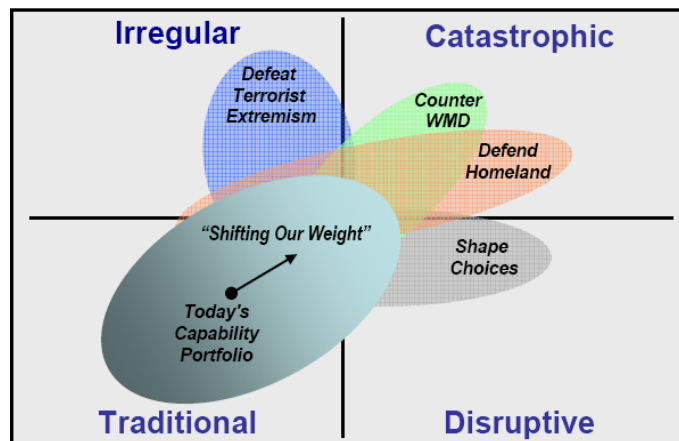 Irregular
Catastrophic
Defeat
Terrorist
Extremism
Counter
WMD
Defend
Homeland
“Shifting Our Weight”
Shape
Choices
Today's
Capability
Portfolio
Traditional
Disruptive